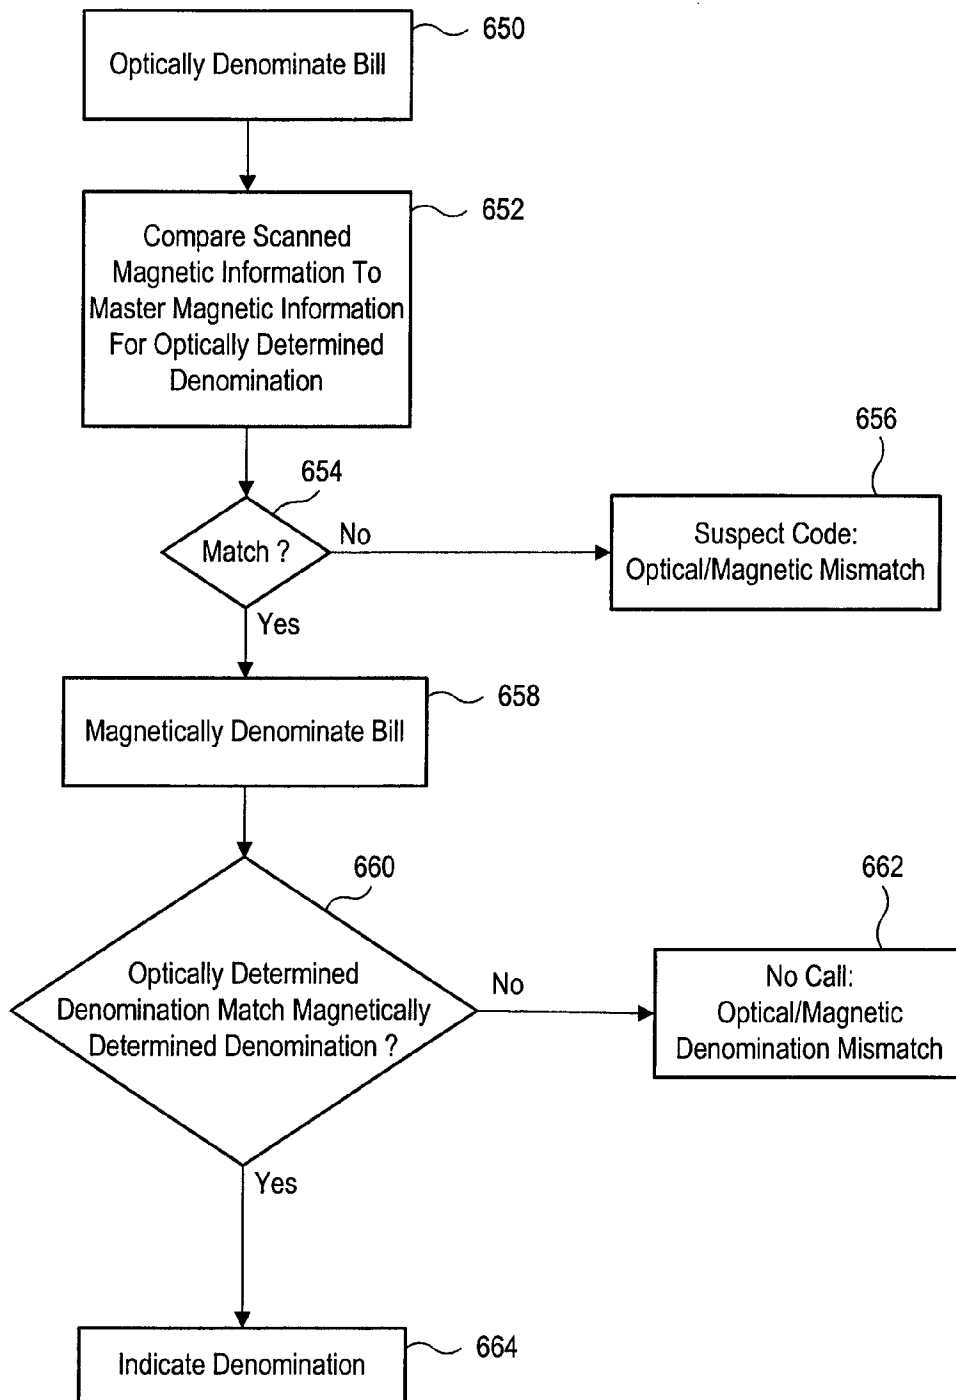 650
Optically Denominate Bill
652
Compare Scanned
Magnetic Information To
Master Magnetic Information
For Optically Determined
Denomination
654
Match ?
No
656
Suspect Code:
Optical/Magnetic Mismatch
Yes
658
Magnetically Denominate Bill
660
Optically Determined
Denomination Match Magnetically
Determined Denomination ?
No
662
No Call:
Optical/Magnetic
Denomination Mismatch
Yes
Indicate Denomination
664